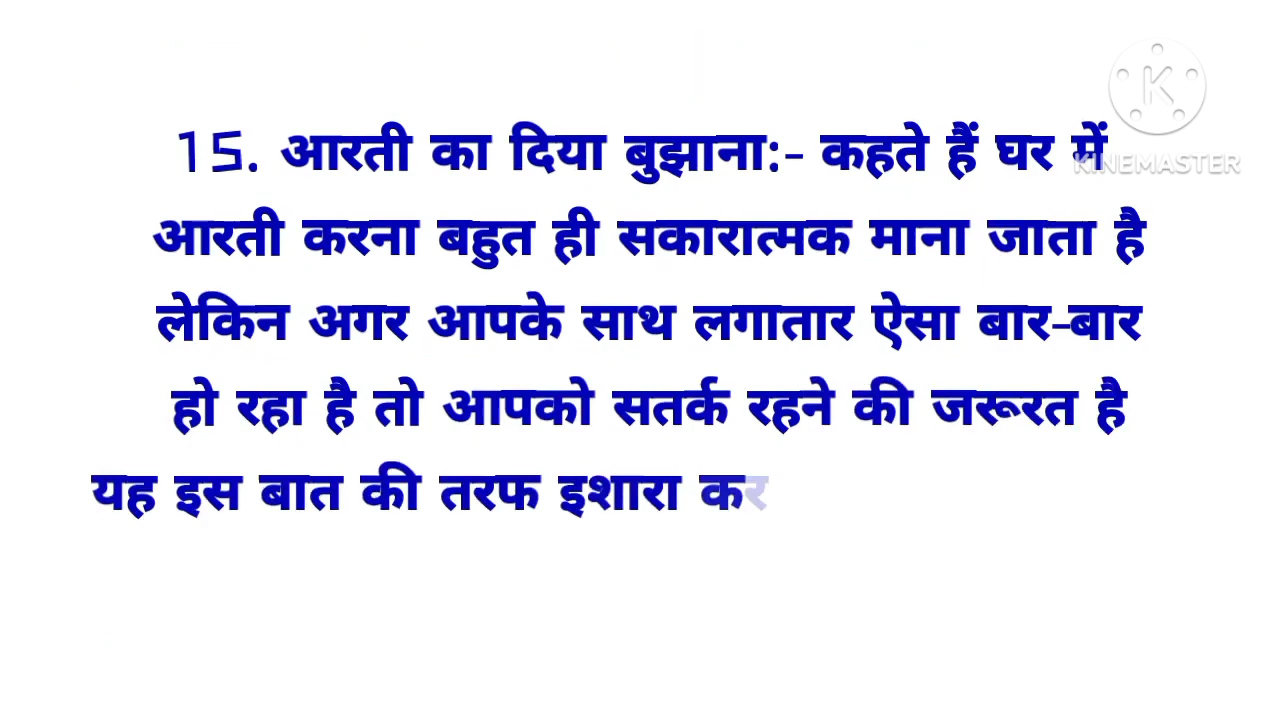 15. आरती का दिया बुझाना:- कहते हैं घर में
आरती करना बहुत ही सकारात्मक माना जाता है
लेकिन अगर आपके साथ लगातार ऐसा बार-बार
हो रहा है तो आपको सतर्क रहने की जरूरत है
यह इस बात की तरफ इशारा कर
K
KINEMASTER